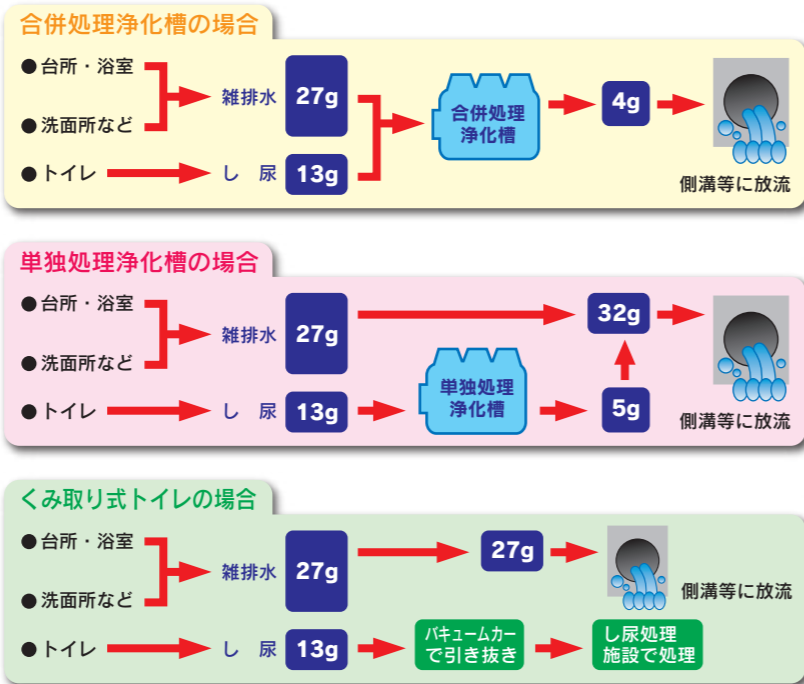 合併処理浄化槽の場合
●台所・浴室
●洗面所など
雑排水
27g
●トイレ
し 尿
13g
合併処理
浄化槽
4g
側溝等に放流
単独処理浄化槽の場合
●台所・浴室
●洗面所など
雑排水
27g
32g
●トイレ
し 尿
13g
単独処理
浄化槽
5g
側溝等に放流
くみ取り式トイレの場合
●台所・浴室
●洗面所など
雑排水
27g
27g
側溝等に放流
●トイレ
し 尿
13g
バキュームカー
で引き抜き
し尿処理
施設で処理